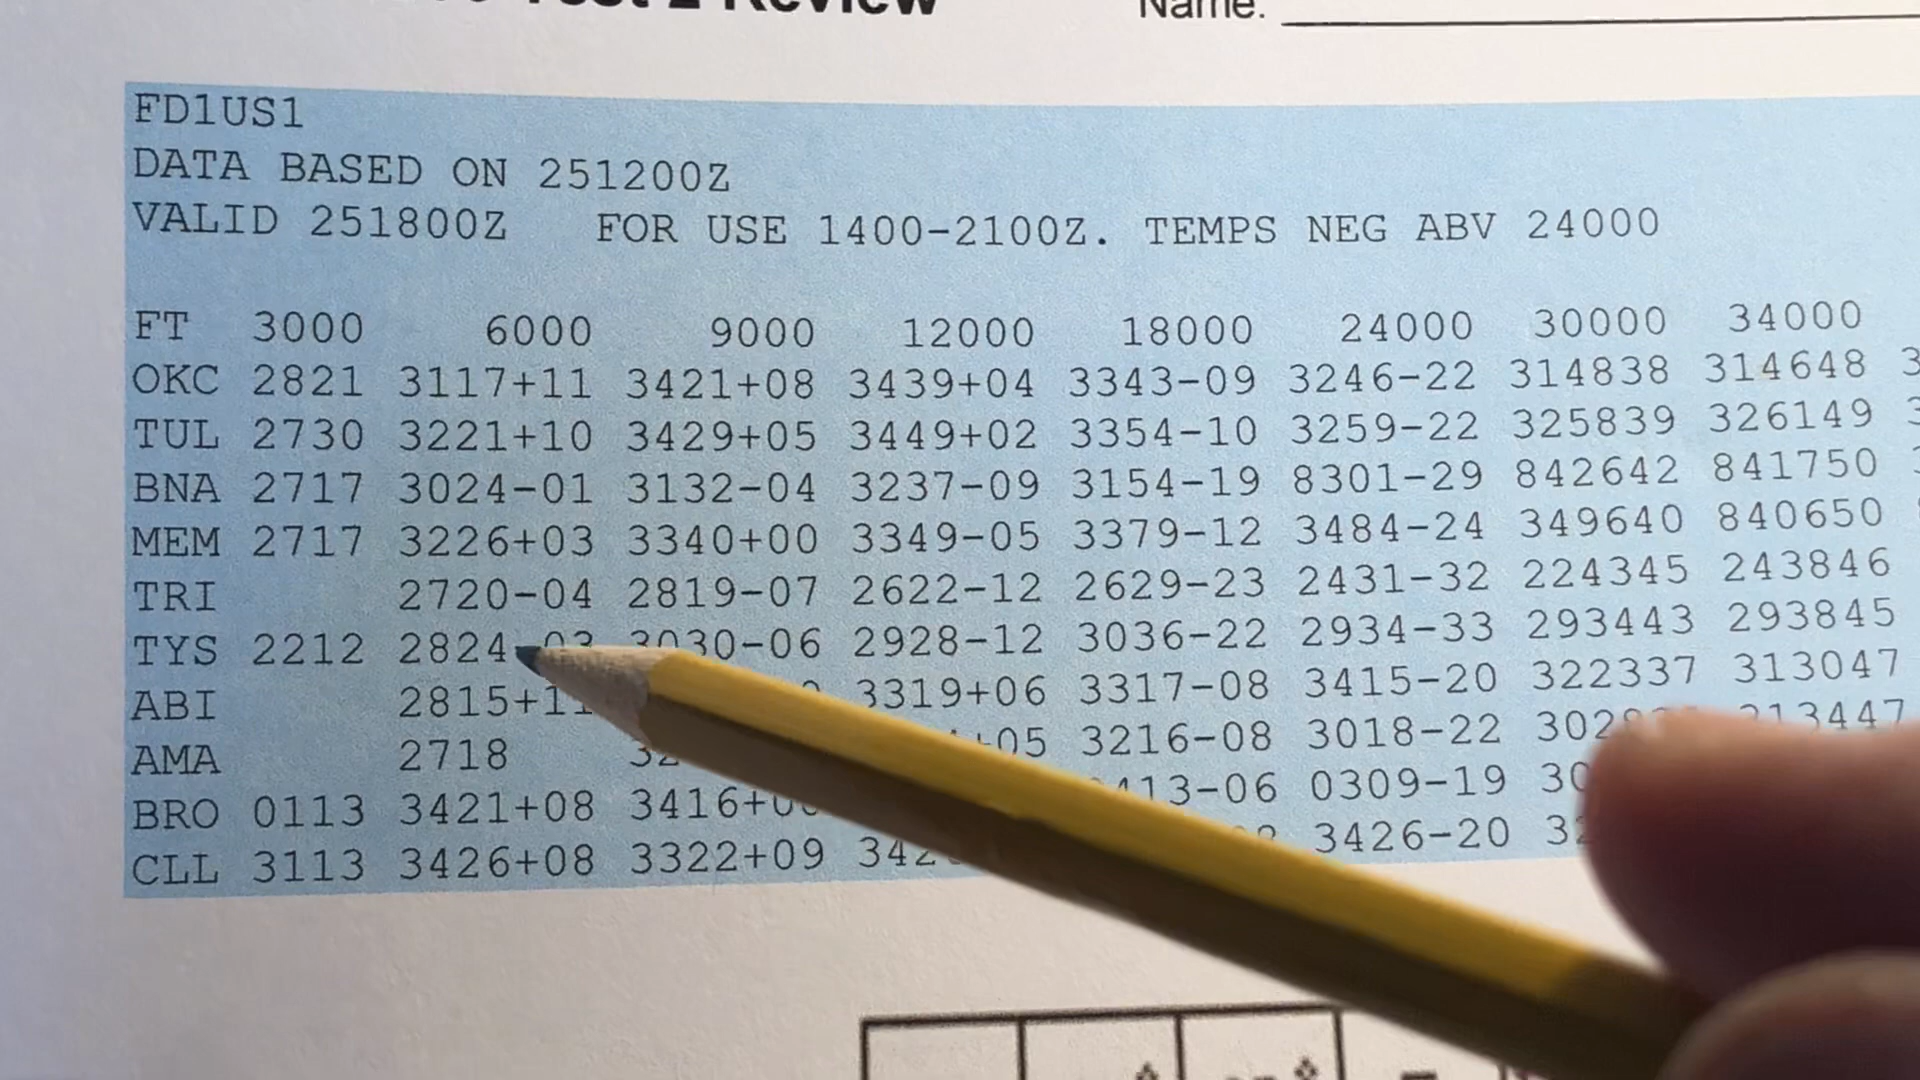 Review Name:
FD1US1
DATA BASED ON 251200Z
VALID 251800Z FOR USE 1400-2100Z. TEMPS NEG ABV 24000
FT 3000 6000 9000 12000 18000 24000 30000 34000
OKC 2821 3117+11 3421+08 3439+04 3343-09 3246-22 314838 314648
TUL 2730 3221+10 3429+05 3449+02 3354-10 3259-22 325839 326149
BNA 2717 3024-01 3132-04 3237-09 3154-19 8301-29 842642 841750
MEM 2717 3226+03 3340+00 3349-05 3379-12 3484-24 349640 840650
TRI 2720-04 2819-07 2622-12 2629-23 2431-32 224345 243846
TYS 2212 2824-03 3030-06 2928-12 3036-22 2934-33 293443 293845
ABI 2815+11 3319+06 3317-08 3415-20 322337 313047
AMA 2718 3216-08 3018-22
BRO 0113 3421+08 0309-19
CLL 3113 3426+08 3322+09 3426-20